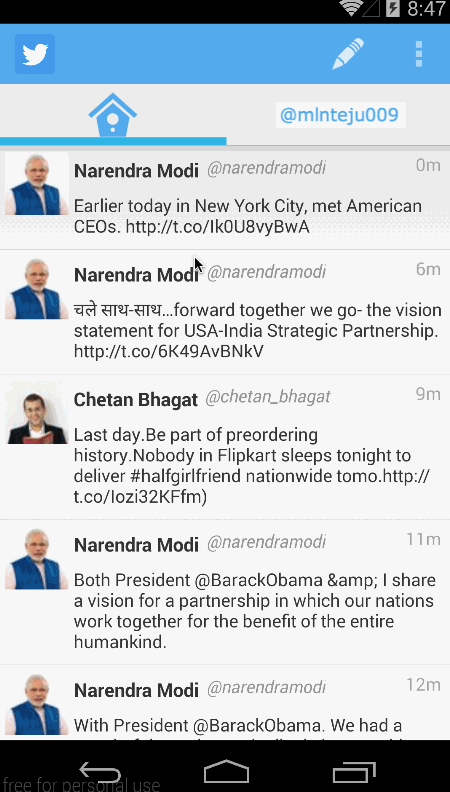 8:47
@mlnteju009
Narendra Modi @narendramodi 0m
Earlier today in New York City, met American
CEOs. http://t.co/Ik0U8vyBwA
Narendra Modi @narendramodi 6m
चले साथ-साथ...forward together we go- the vision
statement for USA-India Strategic Partnership.
http://t.co/6K49AvBNkV
Chetan Bhagat @chetan_bhagat 9m
Last day.Be part of preordering
history.Nobody in Flipkart sleeps tonight to
deliver #halfgirlfriend nationwide tomo.http://
t.co/Iozi32KFfm)
Narendra Modi @narendramodi 11m
Both President @BarackObama &amp; I share
a vision for a partnership in which our nations
work together for the benefit of the entire
humankind.
Narendra Modi @narendramodi 12m
With President @BarackObama. We had a
free for personal use